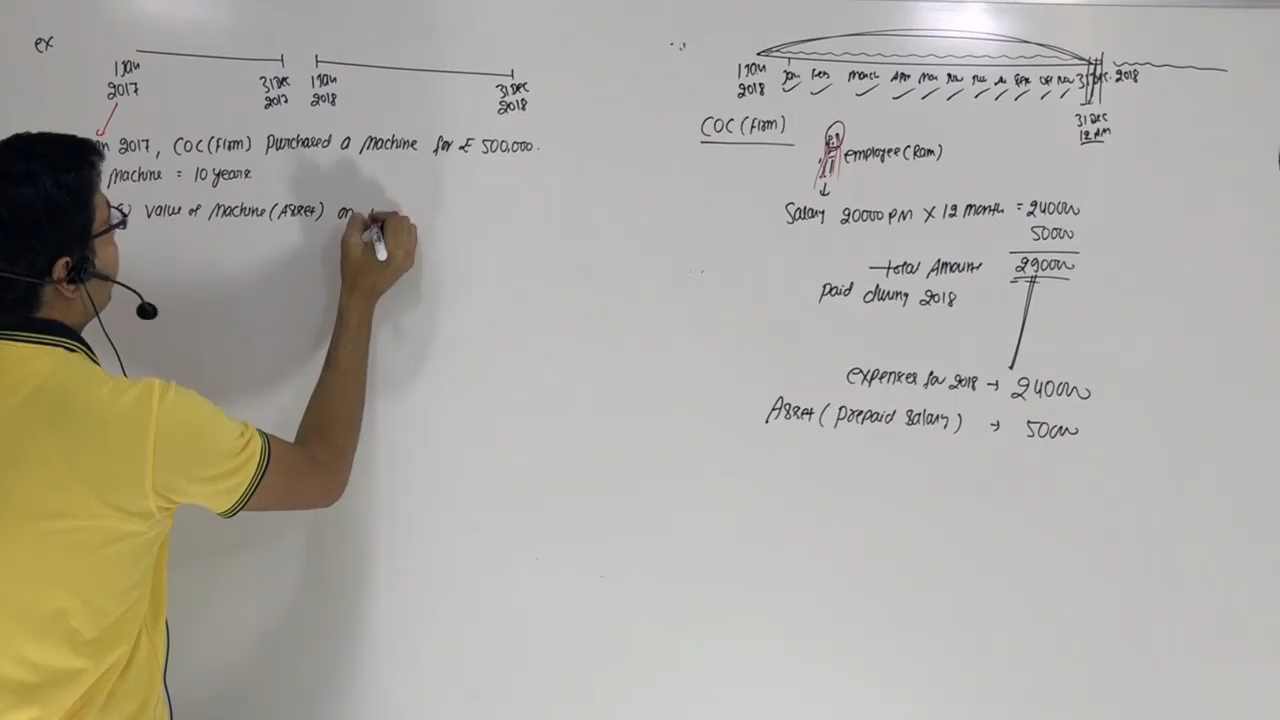 ex
1 Jan 2017
31 Dec 2017
1 Jan 2018
31 Dec 2018
2017, COC (Firm) Purchased a Machine for £ 500,000.
Machine = 10 years
Value of Machine (Asset) on
1 Jan 2018
Jan Feb March Apr
31 Dec. 2018
31 DEC
12 PM
COC (Firm)
employee (Ram)
Salary 20000 PM × 12 month = 240000
50000
Total Amount 290000
Paid during 2018
expenses for 2018 → 240000
Asset (Prepaid Salary) → 50000